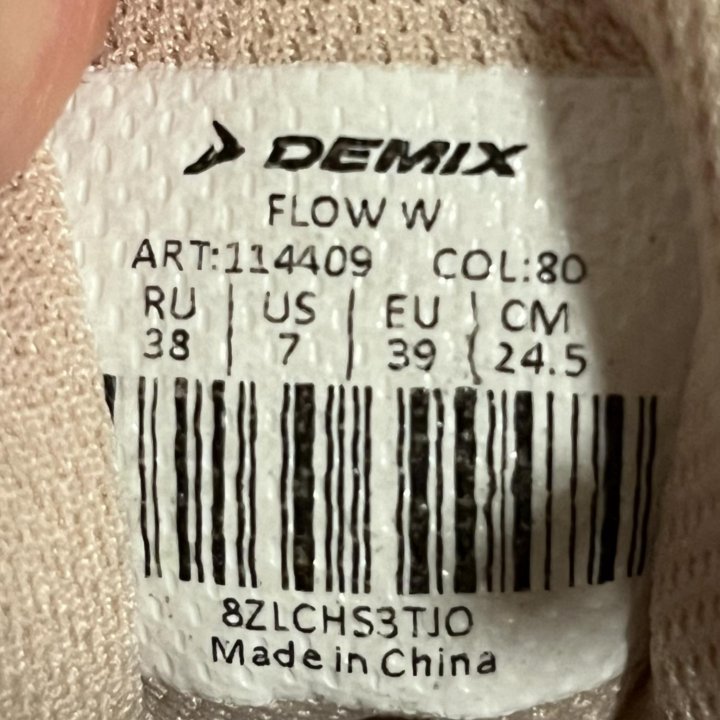 DEMIX
FLOW W
ART:114409 COL:80
RU | US | EU | CM
38 | 7 | 39 | 24.5
8ZLCHS3TJO
Made in China